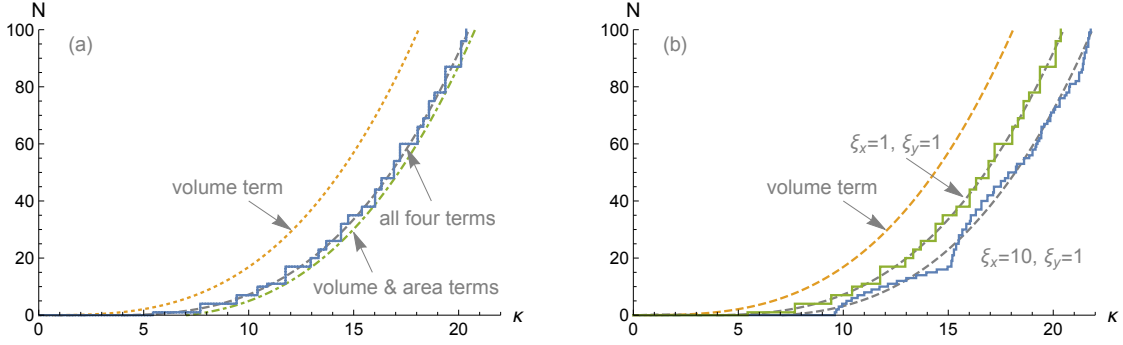 N
(a)
100
80
60
40
20
0
volume term
all four terms
volume & area terms
0
5
10
15
20
κ
N
(b)
100
80
60
40
20
0
ξx=1, ξy=1
volume term
ξx=10, ξy=1
0
5
10
15
20
κ